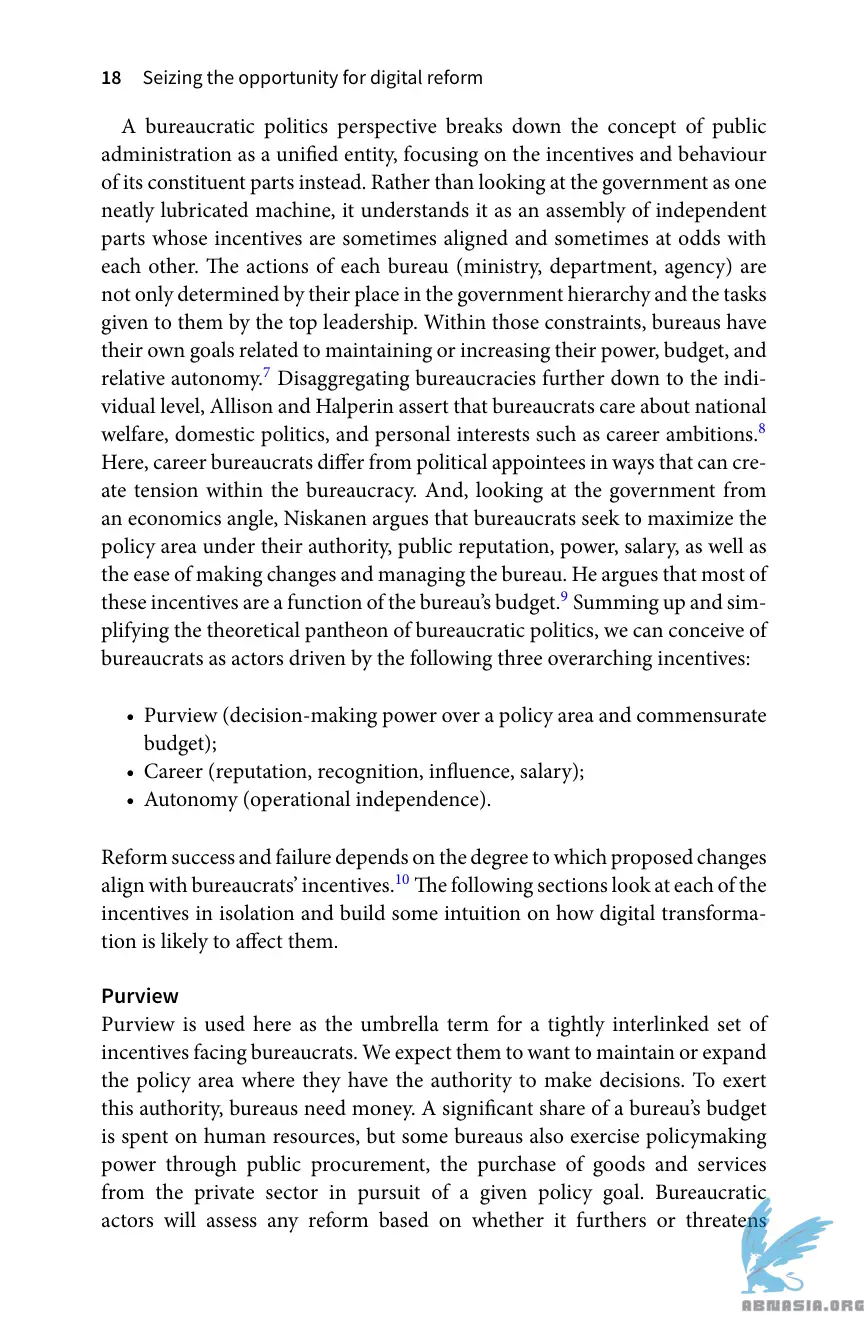 18 Seizing the opportunity for digital reform
A bureaucratic politics perspective breaks down the concept of public
administration as a unified entity, focusing on the incentives and behaviour
of its constituent parts instead. Rather than looking at the government as one
neatly lubricated machine, it understands it as an assembly of independent
parts whose incentives are sometimes aligned and sometimes at odds with
each other. The actions of each bureau (ministry, department, agency) are
not only determined by their place in the government hierarchy and the tasks
given to them by the top leadership. Within those constraints, bureaus have
their own goals related to maintaining or increasing their power, budget, and
relative autonomy.7 Disaggregating bureaucracies further down to the indi-
vidual level, Allison and Halperin assert that bureaucrats care about national
welfare, domestic politics, and personal interests such as career ambitions.8
Here, career bureaucrats differ from political appointees in ways that can cre-
ate tension within the bureaucracy. And, looking at the government from
an economics angle, Niskanen argues that bureaucrats seek to maximize the
policy area under their authority, public reputation, power, salary, as well as
the ease of making changes and managing the bureau. He argues that most of
these incentives are a function of the bureau's budget.9 Summing up and sim-
plifying the theoretical pantheon of bureaucratic politics, we can conceive of
bureaucrats as actors driven by the following three overarching incentives:
• Purview (decision-making power over a policy area and commensurate
budget);
• Career (reputation, recognition, influence, salary);
• Autonomy (operational independence).
Reform success and failure depends on the degree to which proposed changes
align with bureaucrats' incentives.10 The following sections look at each of the
incentives in isolation and build some intuition on how digital transforma-
tion is likely to affect them.
Purview
Purview is used here as the umbrella term for a tightly interlinked set of
incentives facing bureaucrats. We expect them to want to maintain or expand
the policy area where they have the authority to make decisions. To exert
this authority, bureaus need money. A significant share of a bureau's budget
is spent on human resources, but some bureaus also exercise policymaking
power through public procurement, the purchase of goods and services
from the private sector in pursuit of a given policy goal. Bureaucratic
actors will assess any reform based on whether it furthers or threatens
ABNASIA.ORG